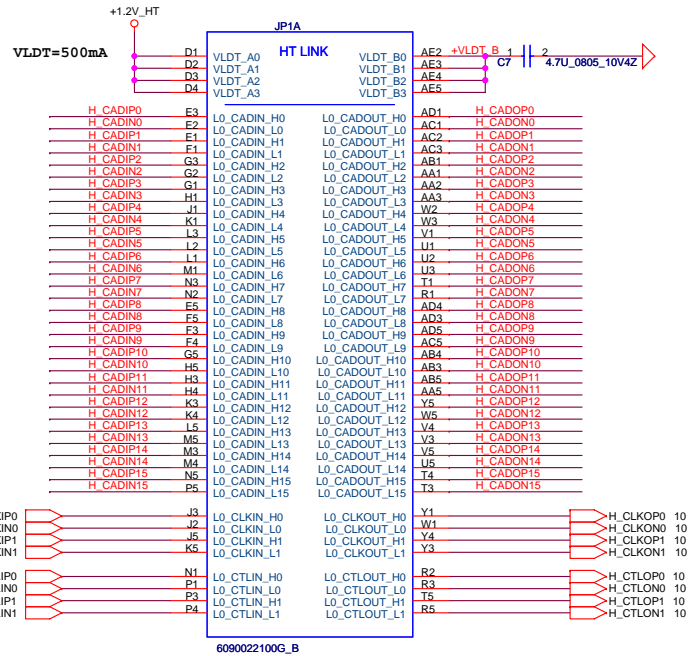 +1.2V_HT
JP1A
VLDT=500mA
HT LINK
D1 VLDT_A0 VLDT_B0 AE2 +VLDT_B 1 2
D2 VLDT_A1 VLDT_B1 AE3 C7 4.7U_0805_10V4Z
D3 VLDT_A2 VLDT_B2 AE4
D4 VLDT_A3 VLDT_B3 AE5
H_CADIP0 E3 L0_CADIN_H0 L0_CADOUT_H0 AD1 H_CADOP0
H_CADIN0 E2 L0_CADIN_L0 L0_CADOUT_L0 AC1 H_CADON0
H_CADIP1 E1 L0_CADIN_H1 L0_CADOUT_H1 AC2 H_CADOP1
H_CADIN1 F1 L0_CADIN_L1 L0_CADOUT_L1 AC3 H_CADON1
H_CADIP2 G3 L0_CADIN_H2 L0_CADOUT_H2 AB1 H_CADOP2
H_CADIN2 G2 L0_CADIN_L2 L0_CADOUT_L2 AA1 H_CADON2
H_CADIP3 G1 L0_CADIN_H3 L0_CADOUT_H3 AA2 H_CADOP3
H_CADIN3 H1 L0_CADIN_L3 L0_CADOUT_L3 AA3 H_CADON3
H_CADIP4 J1 L0_CADIN_H4 L0_CADOUT_H4 W2 H_CADOP4
H_CADIN4 K1 L0_CADIN_L4 L0_CADOUT_L4 W3 H_CADON4
H_CADIP5 L3 L0_CADIN_H5 L0_CADOUT_H5 V1 H_CADOP5
H_CADIN5 L2 L0_CADIN_L5 L0_CADOUT_L5 U1 H_CADON5
H_CADIP6 L1 L0_CADIN_H6 L0_CADOUT_H6 U2 H_CADOP6
H_CADIN6 M1 L0_CADIN_L6 L0_CADOUT_L6 U3 H_CADON6
H_CADIP7 N3 L0_CADIN_H7 L0_CADOUT_H7 T1 H_CADOP7
H_CADIN7 N2 L0_CADIN_L7 L0_CADOUT_L7 R1 H_CADON7
H_CADIP8 E5 L0_CADIN_H8 L0_CADOUT_H8 AD4 H_CADOP8
H_CADIN8 F5 L0_CADIN_L8 L0_CADOUT_L8 AD3 H_CADON8
H_CADIP9 F3 L0_CADIN_H9 L0_CADOUT_H9 AD5 H_CADOP9
H_CADIN9 F4 L0_CADIN_L9 L0_CADOUT_L9 AC5 H_CADON9
H_CADIP10 G5 L0_CADIN_H10 L0_CADOUT_H10 AB4 H_CADOP10
H_CADIN10 H5 L0_CADIN_L10 L0_CADOUT_L10 AB3 H_CADON10
H_CADIP11 H3 L0_CADIN_H11 L0_CADOUT_H11 AB5 H_CADOP11
H_CADIN11 H4 L0_CADIN_L11 L0_CADOUT_L11 AA5 H_CADON11
H_CADIP12 K3 L0_CADIN_H12 L0_CADOUT_H12 Y5 H_CADOP12
H_CADIN12 K4 L0_CADIN_L12 L0_CADOUT_L12 W5 H_CADON12
H_CADIP13 L5 L0_CADIN_H13 L0_CADOUT_H13 V4 H_CADOP13
H_CADIN13 M5 L0_CADIN_L13 L0_CADOUT_L13 V3 H_CADON13
H_CADIP14 M3 L0_CADIN_H14 L0_CADOUT_H14 V5 H_CADOP14
H_CADIN14 M4 L0_CADIN_L14 L0_CADOUT_L14 U5 H_CADON14
H_CADIP15 N5 L0_CADIN_H15 L0_CADOUT_H15 T4 H_CADOP15
H_CADIN15 P5 L0_CADIN_L15 L0_CADOUT_L15 T3 H_CADON15
IP0 J3 L0_CLKIN_H0 L0_CLKOUT_H0 Y1 H_CLKOP0 10
IN0 J2 L0_CLKIN_L0 L0_CLKOUT_L0 W1 H_CLKON0 10
IP1 J5 L0_CLKIN_H1 L0_CLKOUT_H1 Y4 H_CLKOP1 10
IN1 K5 L0_CLKIN_L1 L0_CLKOUT_L1 Y3 H_CLKON1 10
IP0 N1 L0_CTLIN_H0 L0_CTLOUT_H0 R2 H_CTLOP0 10
IN0 P1 L0_CTLIN_L0 L0_CTLOUT_L0 R3 H_CTLON0 10
IP1 P3 L0_CTLIN_H1 L0_CTLOUT_H1 T5 H_CTLOP1 10
IN1 P4 L0_CTLIN_L1 L0_CTLOUT_L1 R5 H_CTLON1 10
6090022100G_B